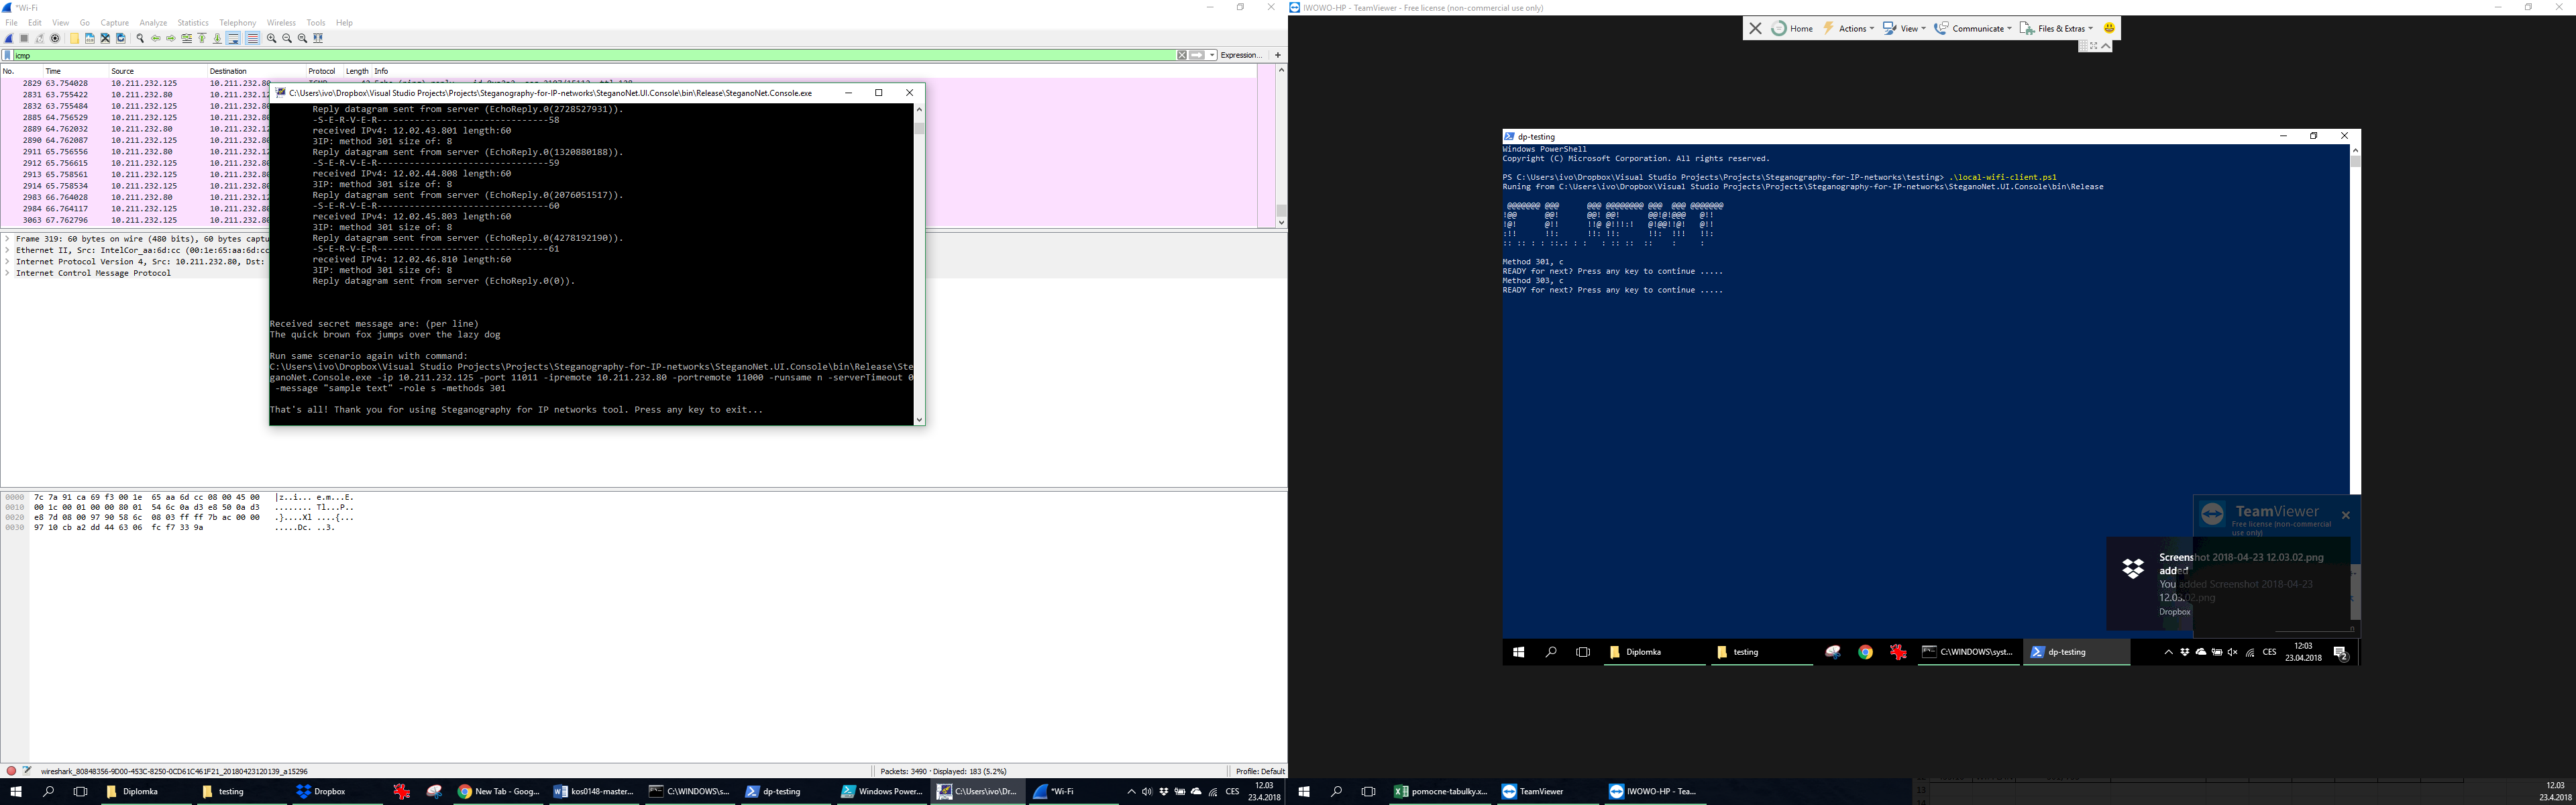 *Wi-Fi
File Edit View Go Capture Analyze Statistics Telephony Wireless Tools Help
icmp
Expression... +
No. Time Source Destination Protocol Length Info
2829 63.754028 10.211.232.125 10.211.232.80
2831 63.755422 10.211.232.80 10.211.232.12
2832 63.755484 10.211.232.125 10.211.232.80
2885 64.756529 10.211.232.125 10.211.232.80
2889 64.762032 10.211.232.80 10.211.232.12
2890 64.762087 10.211.232.125 10.211.232.80
2911 65.756556 10.211.232.80 10.211.232.12
2912 65.756615 10.211.232.125 10.211.232.80
2913 65.758561 10.211.232.125 10.211.232.80
2914 65.758534 10.211.232.125 10.211.232.80
2983 66.764028 10.211.232.80 10.211.232.12
2984 66.764117 10.211.232.125 10.211.232.80
3063 67.762796 10.211.232.125 10.211.232.80
Frame 319: 60 bytes on wire (480 bits), 60 bytes captu
Ethernet II, Src: IntelCor_aa:6d:cc (00:1e:65:aa:6d:cc
Internet Protocol Version 4, Src: 10.211.232.80, Dst:
Internet Control Message Protocol
C:\Users\ivo\Dropbox\Visual Studio Projects\Projects\Steganography-for-IP-networks\SteganoNet.UI.Console\bin\Release\SteganoNet.Console.exe
Reply datagram sent from server (EchoReply.0(2728527931)).
-S-E-R-V-E-R--------------------------------58
received IPv4: 12.02.43.801 length:60
3IP: method 301 size of: 8
Reply datagram sent from server (EchoReply.0(1320880188)).
-S-E-R-V-E-R--------------------------------59
received IPv4: 12.02.44.808 length:60
3IP: method 301 size of: 8
Reply datagram sent from server (EchoReply.0(2076051517)).
-S-E-R-V-E-R--------------------------------60
received IPv4: 12.02.45.803 length:60
3IP: method 301 size of: 8
Reply datagram sent from server (EchoReply.0(4278192190)).
-S-E-R-V-E-R--------------------------------61
received IPv4: 12.02.46.810 length:60
3IP: method 301 size of: 8
Reply datagram sent from server (EchoReply.0(0)).
Received secret message are: (per line)
The quick brown fox jumps over the lazy dog
Run same scenario again with command:
C:\Users\ivo\Dropbox\Visual Studio Projects\Projects\Steganography-for-IP-networks\SteganoNet.UI.Console\bin\Release\Ste
ganoNet.Console.exe -ip 10.211.232.125 -port 11011 -ipremote 10.211.232.80 -portremote 11000 -runsame n -serverTimeout 0
-message "sample text" -role s -methods 301
That's all! Thank you for using Steganography for IP networks tool. Press any key to exit...
0000 7c 7a 91 ca 69 f3 00 1e 65 aa 6d cc 08 00 45 00 |z..i... e.m...E.
0010 00 1c 00 01 00 00 80 01 54 6c 0a d3 e8 50 0a d3 ........ Tl...P..
0020 e8 7d 08 00 97 90 58 6c 08 03 ff ff 7b ac 00 00 .}....Xl ....{...
0030 97 10 cb a2 dd 44 63 06 fc f7 33 9a .....Dc. ..3.
wireshark_80848356-9D00-453C-8250-0CD61C461F21_20180423120139_a15296
Packets: 3490 · Displayed: 183 (5.2%)
Profile: Default
Diplomka
testing
Dropbox
New Tab - Goog...
kos0148-master...
C:\WINDOWS\s...
dp-testing
Windows Power...
C:\Users\ivo\Dr...
*Wi-Fi
CES
12.03
23.4.2018
IWOWO-HP - TeamViewer - Free license (non-commercial use only)
Home Actions View Communicate Files & Extras
dp-testing
Windows PowerShell
Copyright (C) Microsoft Corporation. All rights reserved.
PS C:\Users\ivo\Dropbox\Visual Studio Projects\Projects\Steganography-for-IP-networks\testing> .\local-wifi-client.ps1
Runing from C:\Users\ivo\Dropbox\Visual Studio Projects\Projects\Steganography-for-IP-networks\SteganoNet.UI.Console\bin\Release
Method 301, c
READY for next? Press any key to continue .....
Method 303, c
READY for next? Press any key to continue .....
TeamViewer
Free license (non-commercial
use only)
Screenshot 2018-04-23 12.03.02.png
added
You added Screenshot 2018-04-23
12.03.02.png
Dropbox
Diplomka
testing
C:\WINDOWS\syst...
dp-testing
CES
12:03
23.04.2018
2
pomocne-tabulky.x...
TeamViewer
IWOWO-HP - Tea...
12.03
23.4.2018